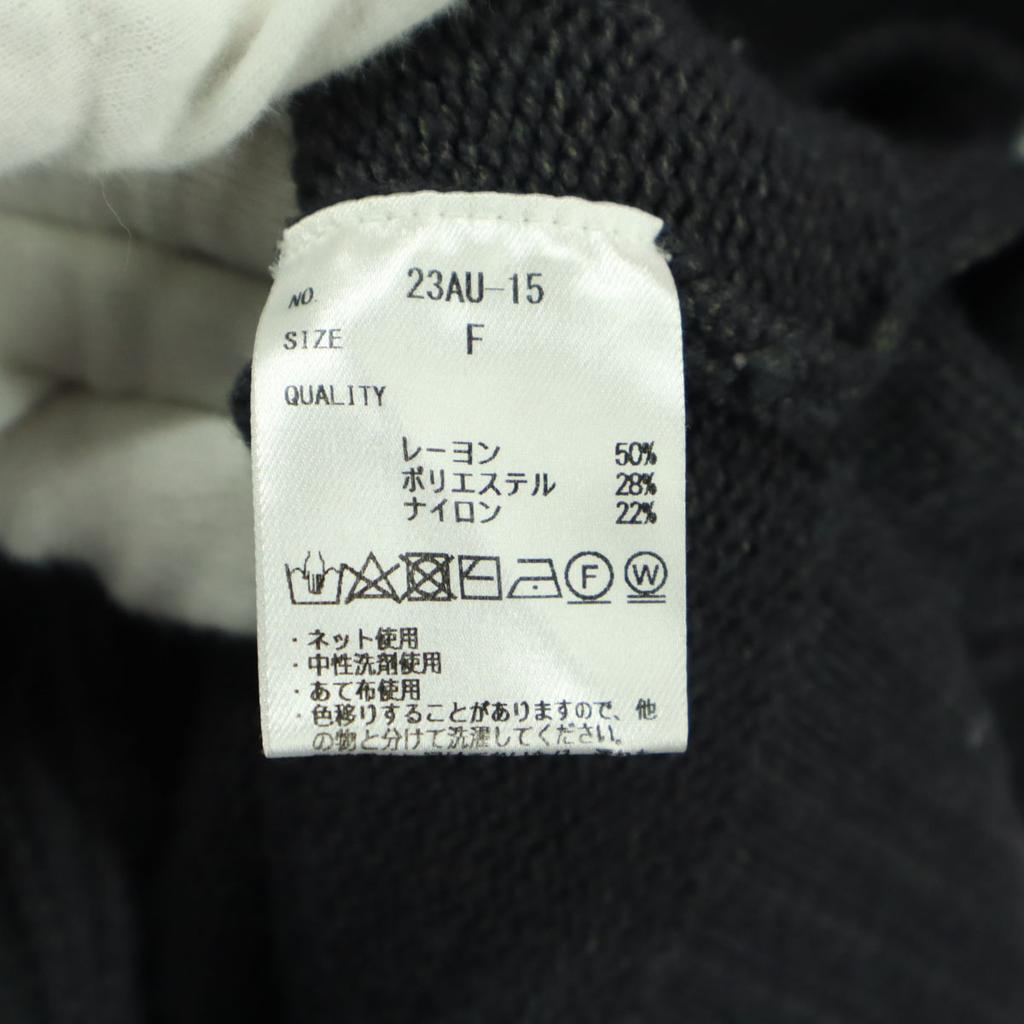 NO. 23AU-15
SIZE F
QUALITY
レーヨン 50%
ポリエステル 28%
ナイロン 22%
F W
・ネット使用
・中性洗剤使用
・あて布使用
・色移りすることがありますので、他
の物と分けて洗濯してください。